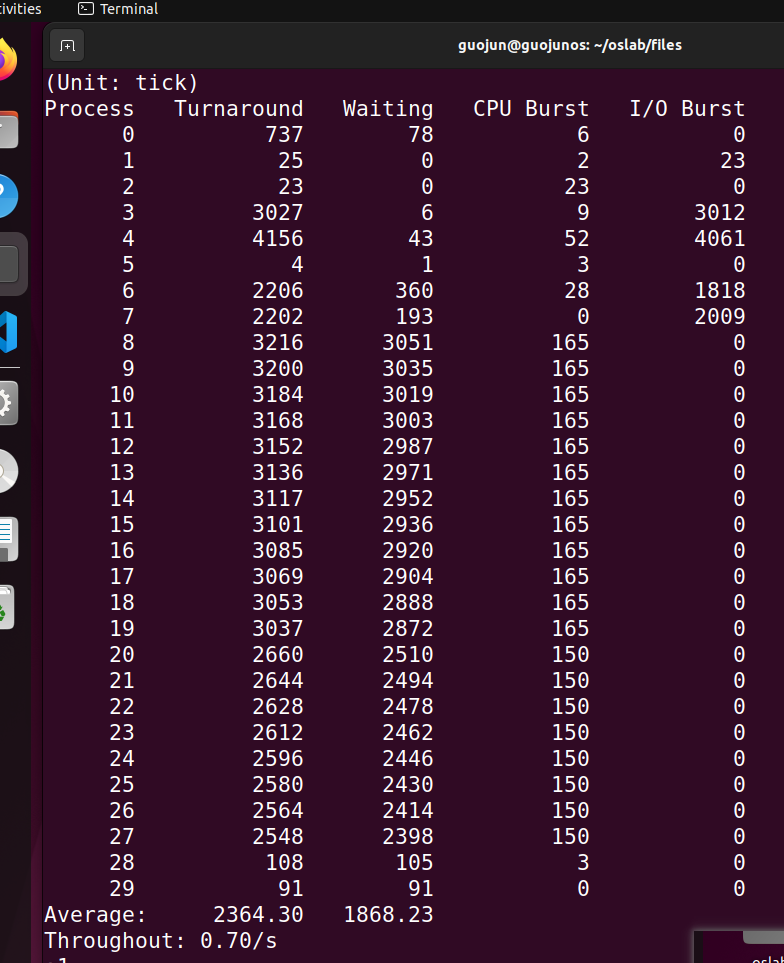 Terminal
guojun@guojunos: ~/oslab/files
(Unit: tick)
Process Turnaround Waiting CPU Burst I/O Burst
0 737 78 6 0
1 25 0 2 23
2 23 0 23 0
3 3027 6 9 3012
4 4156 43 52 4061
5 4 1 3 0
6 2206 360 28 1818
7 2202 193 0 2009
8 3216 3051 165 0
9 3200 3035 165 0
10 3184 3019 165 0
11 3168 3003 165 0
12 3152 2987 165 0
13 3136 2971 165 0
14 3117 2952 165 0
15 3101 2936 165 0
16 3085 2920 165 0
17 3069 2904 165 0
18 3053 2888 165 0
19 3037 2872 165 0
20 2660 2510 150 0
21 2644 2494 150 0
22 2628 2478 150 0
23 2612 2462 150 0
24 2596 2446 150 0
25 2580 2430 150 0
26 2564 2414 150 0
27 2548 2398 150 0
28 108 105 3 0
29 91 91 0 0
Average: 2364.30 1868.23
Throughout: 0.70/s